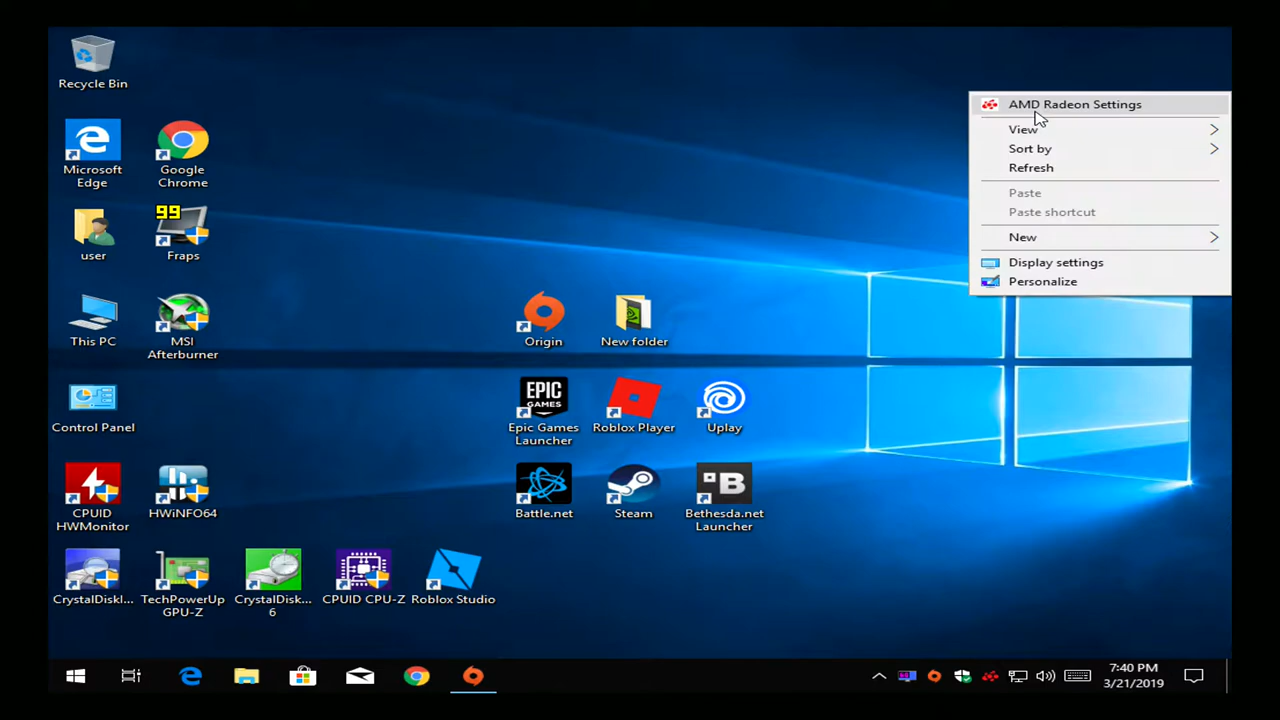 Recycle Bin
Microsoft
Edge
Google
Chrome
user
99
Fraps
This PC
MSI
Afterburner
Control Panel
CPUID
HWMonitor
HWiNFO64
CrystalDiskI...
TechPowerUp
GPU-Z
CrystalDisk...
6
CPUID CPU-Z
Roblox Studio
Origin
New folder
EPIC
GAMES
Epic Games
Launcher
Roblox Player
Uplay
Battle.net
Steam
B
Bethesda.net
Launcher
AMD Radeon Settings
View
Sort by
Refresh
Paste
Paste shortcut
New
Display settings
Personalize
7:40 PM
3/21/2019